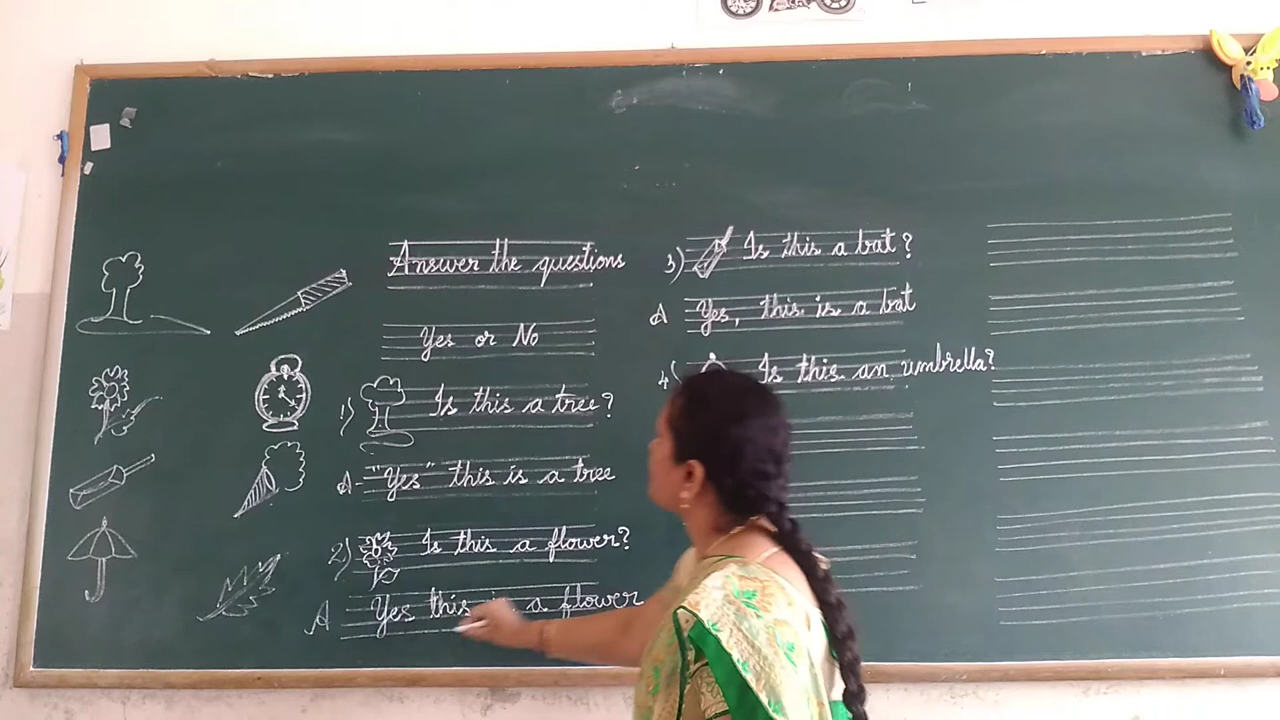 Answer the questions
Yes or No
1) Is this a tree?
A- "Yes" this is a tree
2) Is this a flower?
A Yes this is a flower
3) Is this a bat?
A Yes, this is a bat
4) Is this an umbrella?